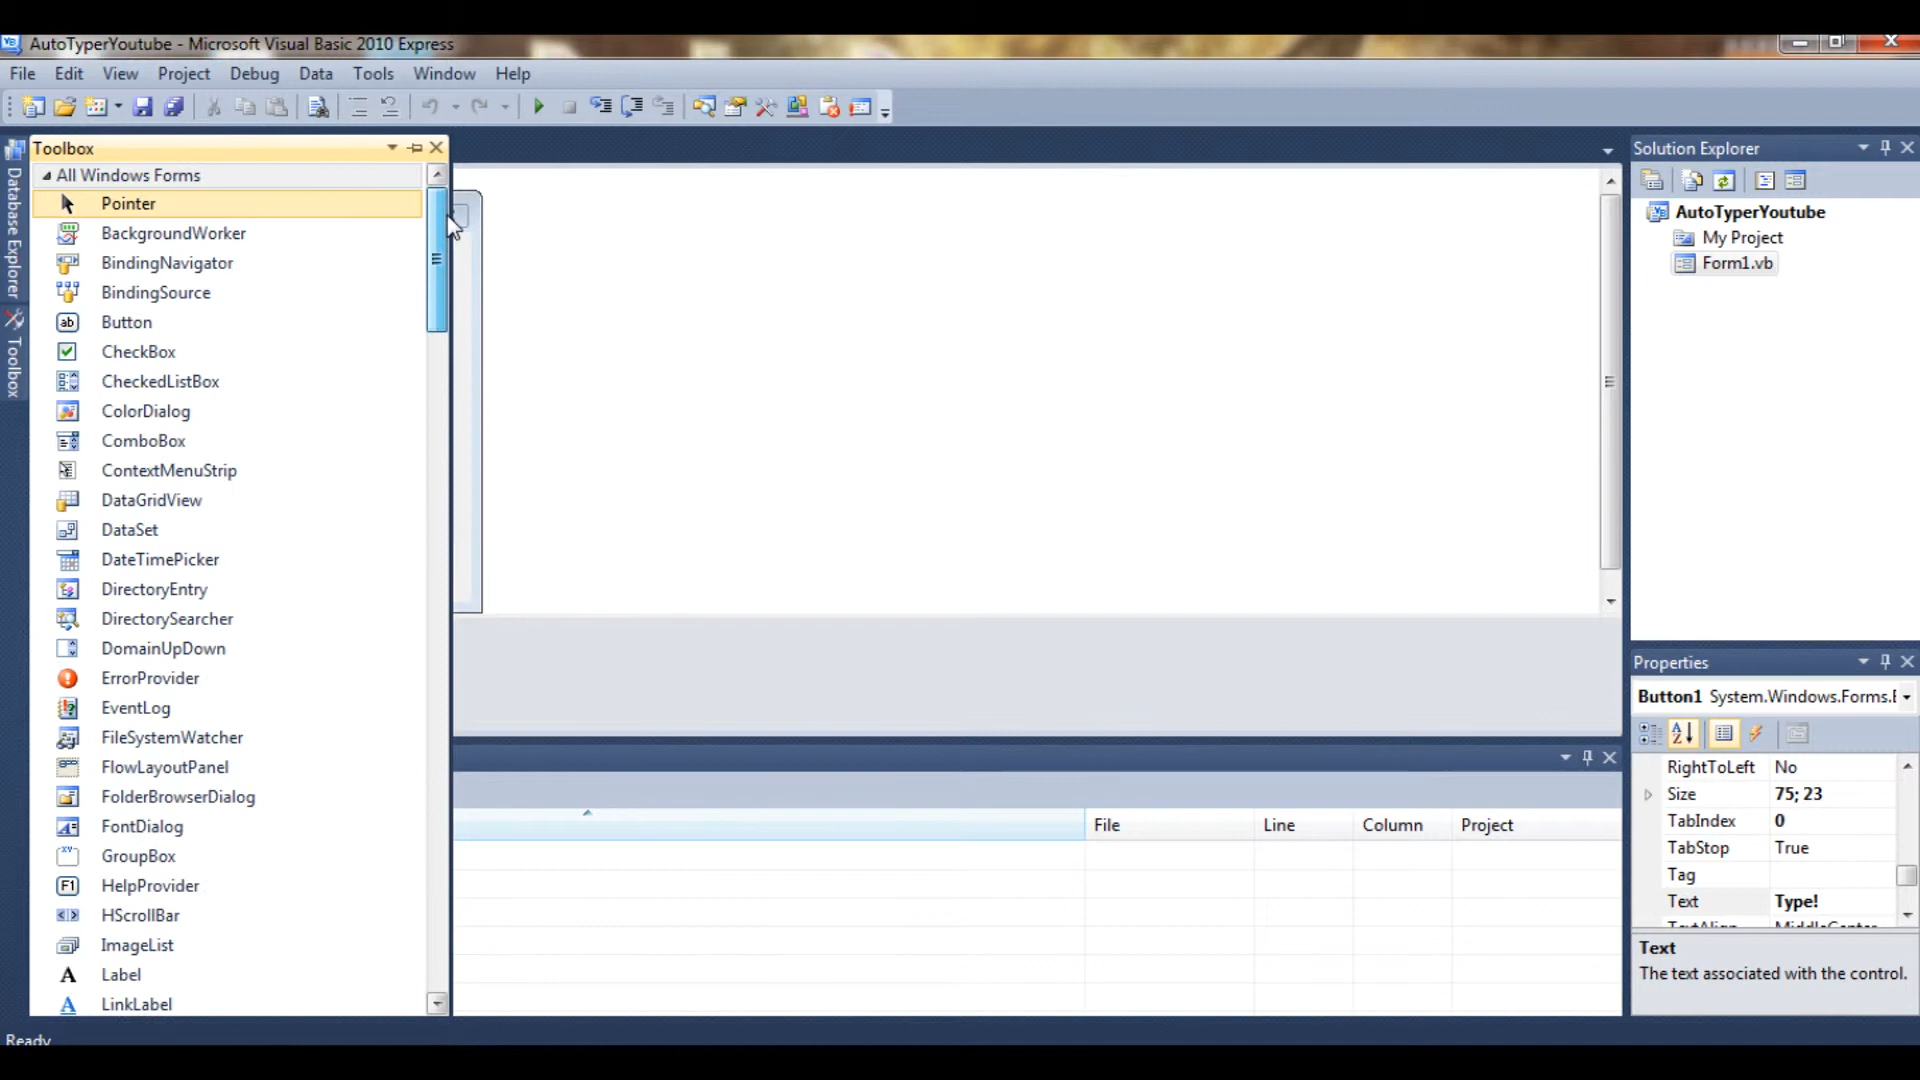 AutoTyperYoutube - Microsoft Visual Basic 2010 Express
File Edit View Project Debug Data Tools Window Help
Database Explorer
Toolbox
Toolbox
All Windows Forms
Pointer
BackgroundWorker
BindingNavigator
BindingSource
Button
CheckBox
CheckedListBox
ColorDialog
ComboBox
ContextMenuStrip
DataGridView
DataSet
DateTimePicker
DirectoryEntry
DirectorySearcher
DomainUpDown
ErrorProvider
EventLog
FileSystemWatcher
FlowLayoutPanel
FolderBrowserDialog
FontDialog
GroupBox
HelpProvider
HScrollBar
ImageList
Label
LinkLabel
File Line Column Project
Solution Explorer
AutoTyperYoutube
My Project
Form1.vb
Properties
Button1 System.Windows.Forms.
RightToLeft No
Size 75; 23
TabIndex 0
TabStop True
Tag
Text Type!
TextAlign MiddleCenter
Text
The text associated with the control.
Ready